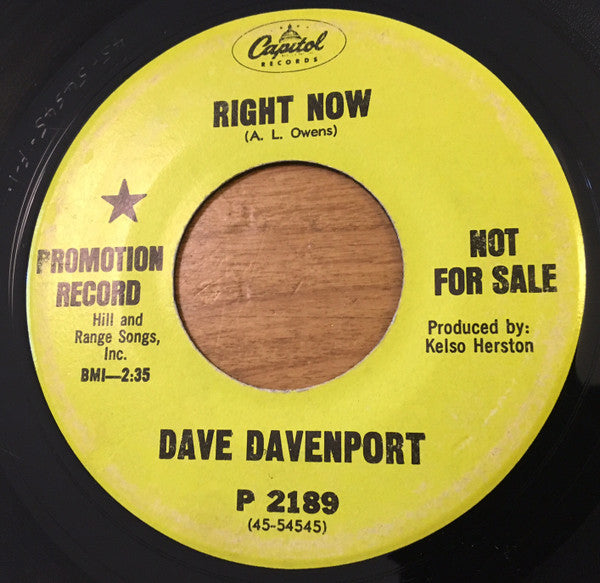 Capitol
RECORDS
RIGHT NOW
(A. L. Owens)
PROMOTION
RECORD
Hill and
Range Songs,
Inc.
BMI—2:35
NOT
FOR SALE
Produced by:
Kelso Herston
DAVE DAVENPORT
P 2189
(45-54545)